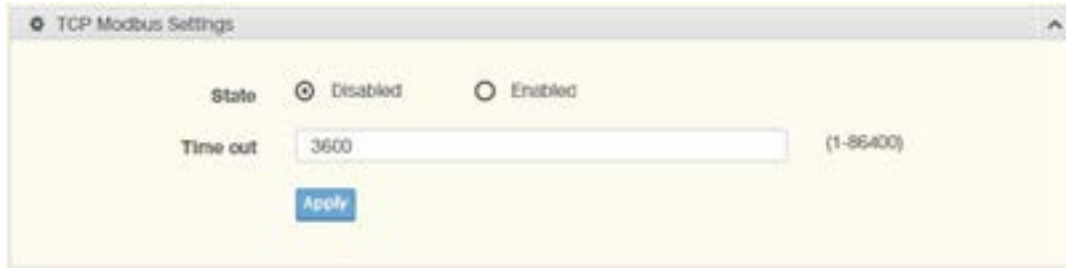 TCP Modbus Settings
State Disabled Enabled
Time out 3600 (1-86400)
Apply